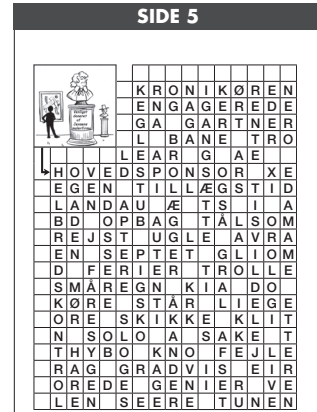 SIDE 5
KRONIKØREN
ENGAGEREDE
GA GARTNER
L BANE TRO
LEAR G AE
HOVEDSPONSOR XE
EGEN TILLÆGSTID
LANDAU Æ TS I A
BD OPBAG TÅLSOM
REJST UGLE AVRA
EN SEPTET GLIOM
D FERIER TROLLE
SMÅREGN KIA DO
KØRE STÅR LIEGE
ORE SKIKKE KLIT
N SOLO A SAKE T
THYBO KNO FEJLE
RAG GRADVIS EIR
OREDE GENIER VE
LEN SEERE TUNEN